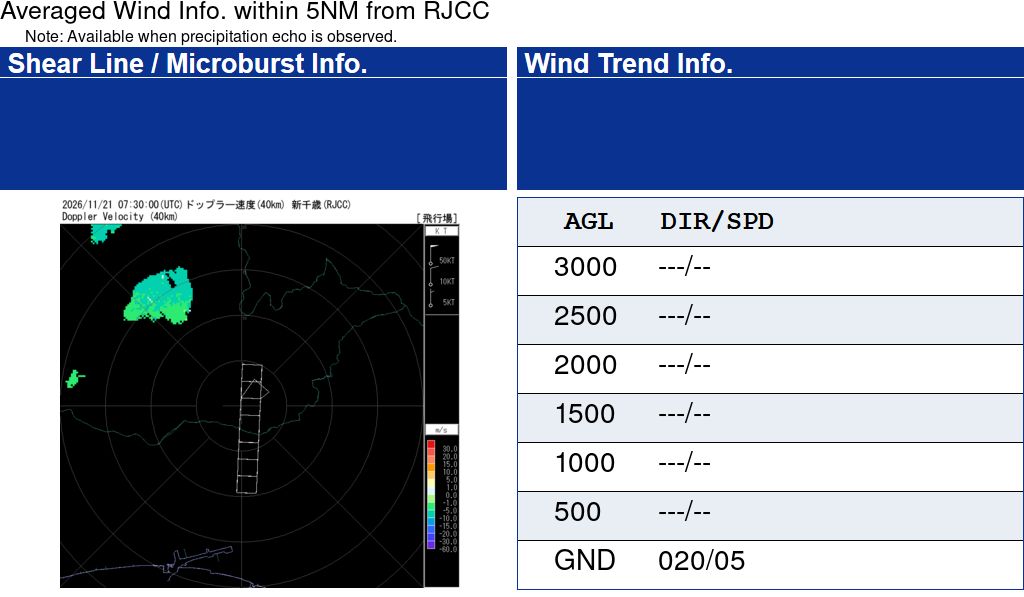 Averaged Wind Info. within 5NM from RJCC
Note: Available when precipitation echo is observed.
Shear Line / Microburst Info.
Wind Trend Info.
2026/11/21 07:30:00(UTC) ドップラー速度(40km) 新千歳(RJCC)
Doppler Velocity (40km)
[飛行場]
KT
50KT
10KT
5KT
m/s
30.0
20.0
15.0
10.0
5.0
1.0
0.0
-1.0
-5.0
-10.0
-15.0
-20.0
-30.0
-60.0
AGL DIR/SPD
3000 ---/--
2500 ---/--
2000 ---/--
1500 ---/--
1000 ---/--
500 ---/--
GND 020/05